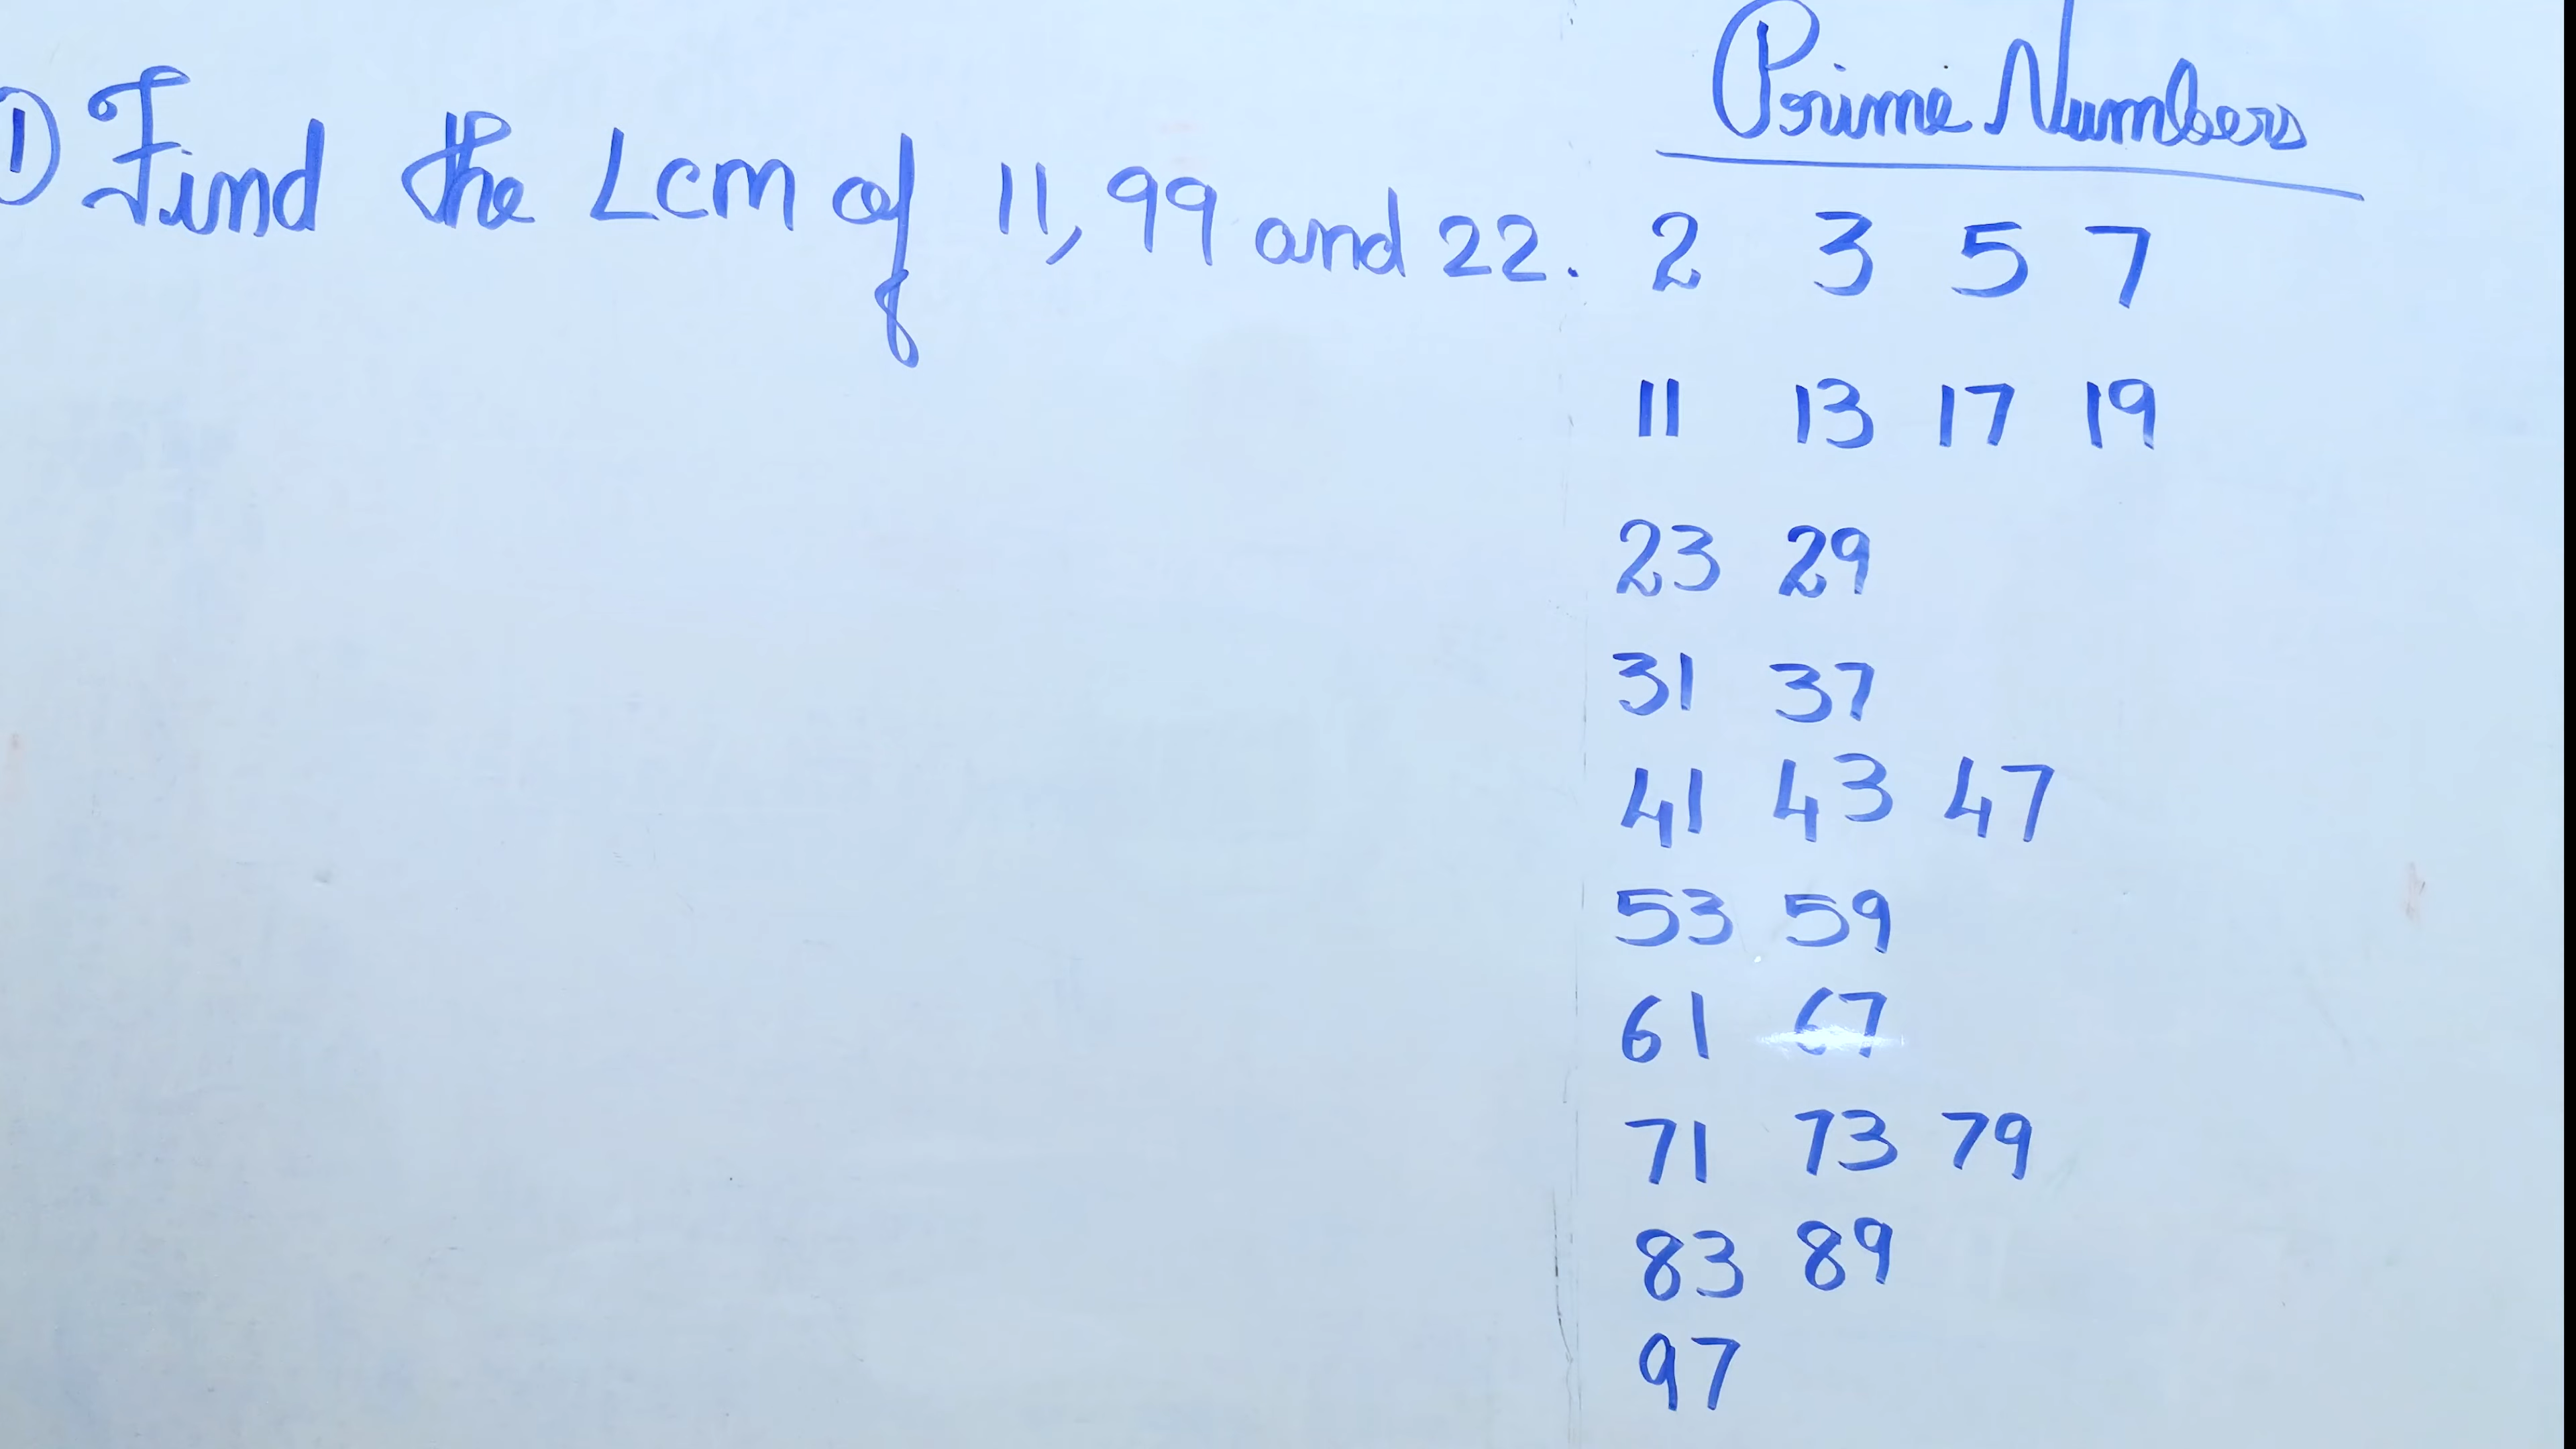 1) Find the LCM of 11, 99 and 22.
Prime Numbers
2 3 5 7
11 13 17 19
23 29
31 37
41 43 47
53 59
61 67
71 73 79
83 89
97